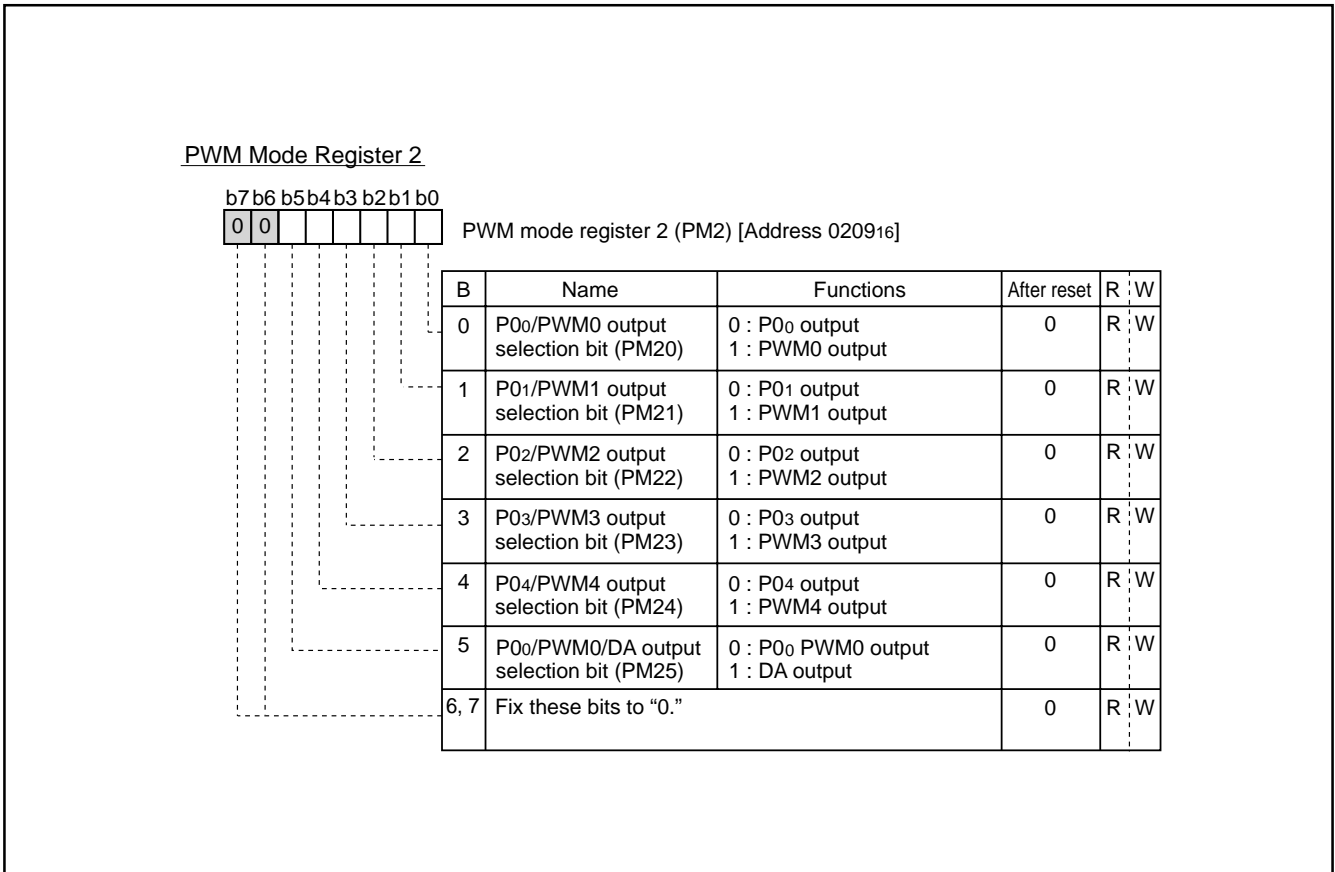 PWM Mode Register 2
b7 b6 b5 b4 b3 b2 b1 b0
0 0
PWM mode register 2 (PM2) [Address 020916]
B Name Functions After reset R W
0 P00/PWM0 output selection bit (PM20) 0 : P00 output 1 : PWM0 output 0 R W
1 P01/PWM1 output selection bit (PM21) 0 : P01 output 1 : PWM1 output 0 R W
2 P02/PWM2 output selection bit (PM22) 0 : P02 output 1 : PWM2 output 0 R W
3 P03/PWM3 output selection bit (PM23) 0 : P03 output 1 : PWM3 output 0 R W
4 P04/PWM4 output selection bit (PM24) 0 : P04 output 1 : PWM4 output 0 R W
5 P00/PWM0/DA output selection bit (PM25) 0 : P00 PWM0 output 1 : DA output 0 R W
6, 7 Fix these bits to “0.” 0 R W